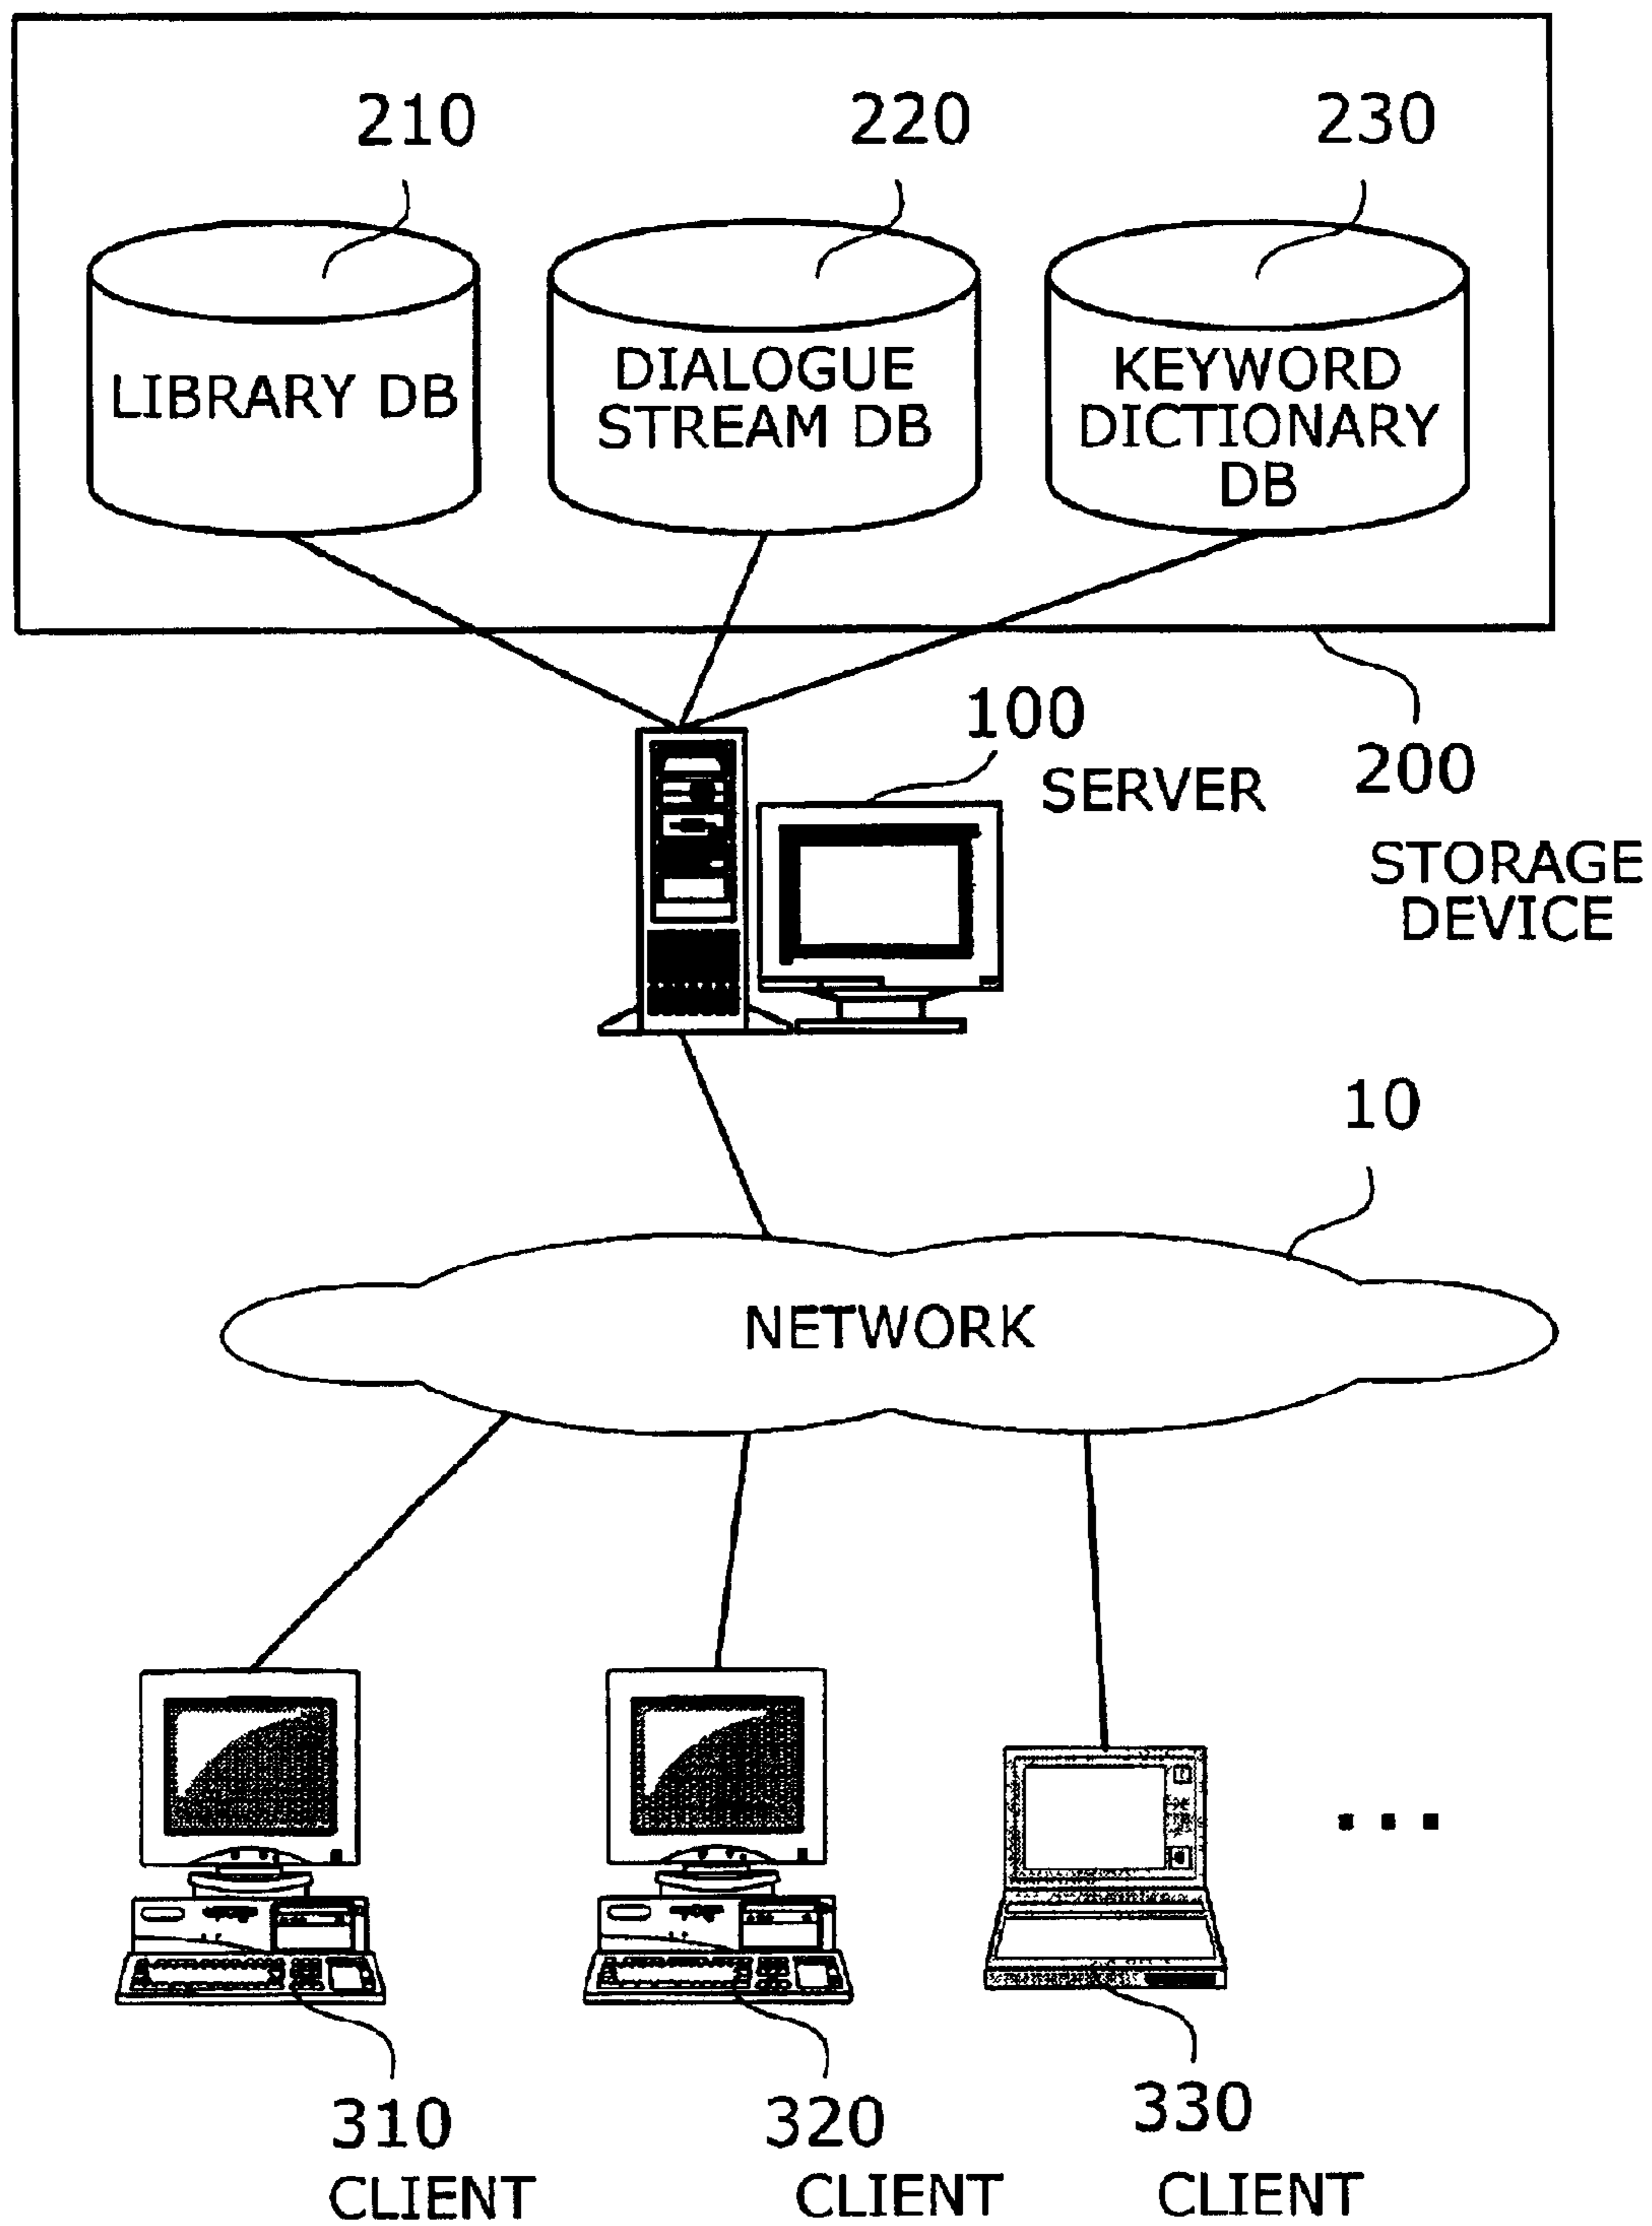 210
220
230
LIBRARY DB
DIALOGUE
STREAM DB
KEYWORD
DICTIONARY
DB
100
SERVER
200
STORAGE
DEVICE
10
NETWORK
...
310
CLIENT
320
CLIENT
330
CLIENT